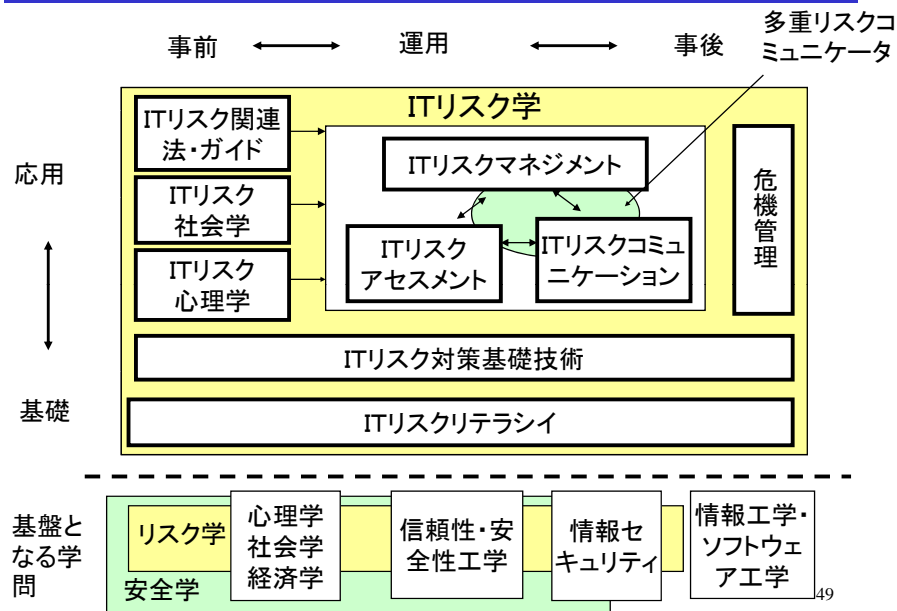 事前
運用
事後
多重リスクコ
ミュニケータ
ITリスク学
ITリスク関連
法・ガイド
ITリスク
社会学
ITリスク
心理学
ITリスクマネジメント
ITリスク
アセスメント
ITリスクコミュ
ニケーション
危機管理
応用
基礎
ITリスク対策基礎技術
ITリスクリテラシイ
基盤と
なる学
問
リスク学
安全学
心理学
社会学
経済学
信頼性・安
全性工学
情報セ
キュリティ
情報工学・
ソフトウェ
ア工学
49